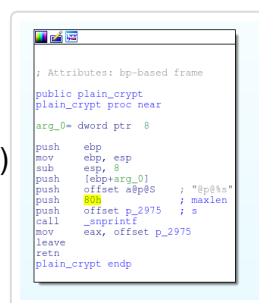 ; Attributes: bp-based frame
public plain_crypt
plain_crypt proc near
arg_0= dword ptr  8
push    ebp
mov     ebp, esp
sub     esp, 8
push    [ebp+arg_0]
push    offset a@p@S    ; "@p@%s"
push    80h             ; maxlen
push    offset p_2975   ; s
call    _snprintf
mov     eax, offset p_2975
leave
retn
plain_crypt endp
)